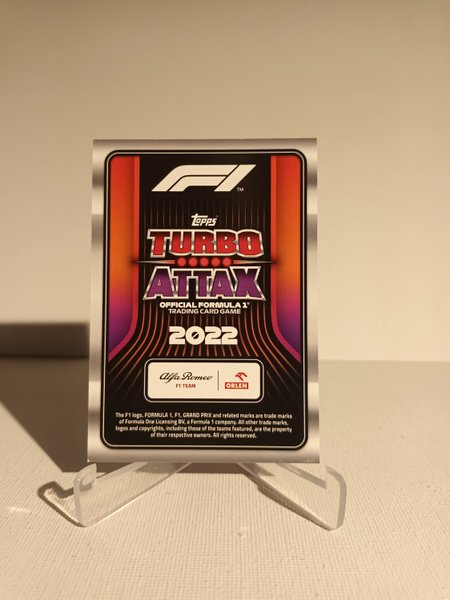 F1™
Topps
TURBO
ATTAX
OFFICIAL FORMULA 1®
TRADING CARD GAME
2022
Alfa Romeo
F1 TEAM
ORLEN
The F1 logo, FORMULA 1, F1, GRAND PRIX and related marks are trade marks
of Formula One Licensing BV, a Formula 1 company. All other trade marks,
logos and copyrights, including those of the teams featured, are the property
of their respective owners. All rights reserved.